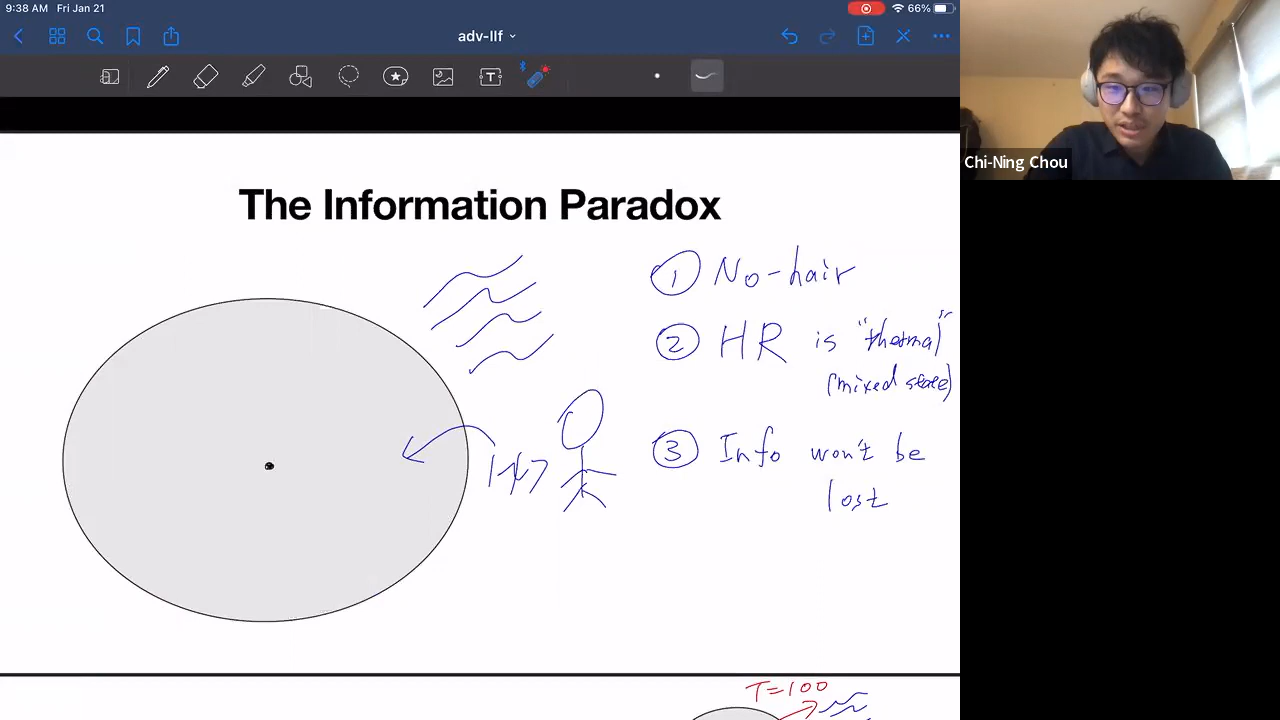 9:38 AM Fri Jan 21
66%
adv-llf
T
Chi-Ning Chou
The Information Paradox
① No-hair
② HR is "thermal"
(mixed state)
|ψ>
③ Info won't be
lost
T=100